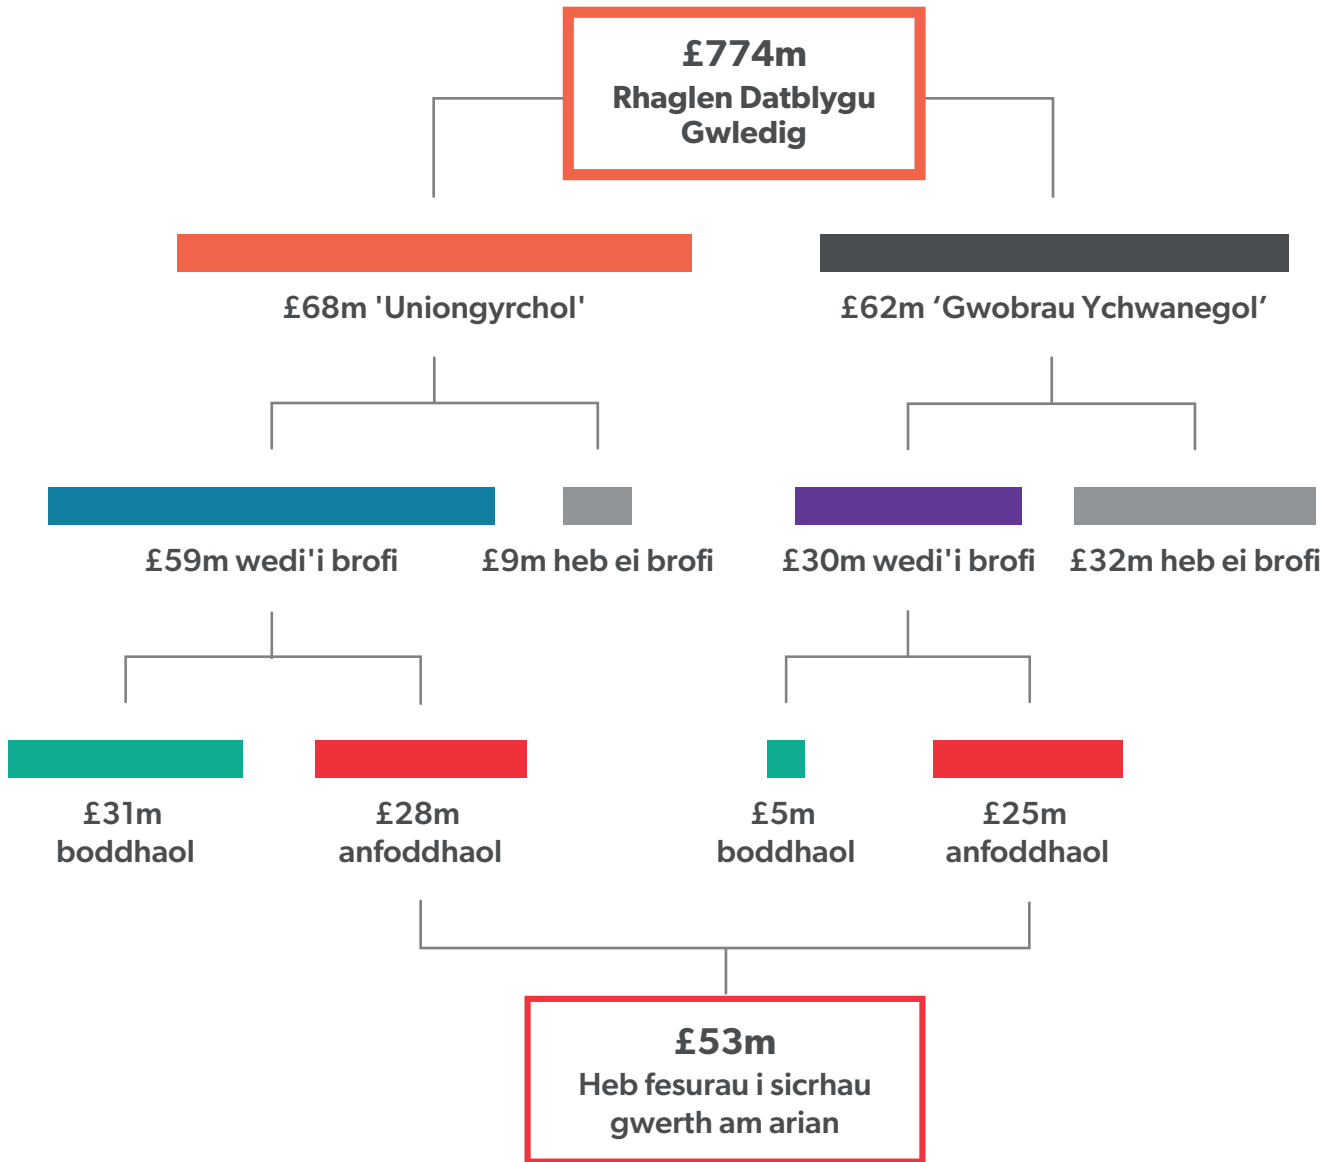 £774m
Rhaglen Datblygu
Gwledig
£68m 'Uniongyrchol'
£62m ‘Gwobrau Ychwanegol’
£59m wedi'i brofi
£9m heb ei brofi
£30m wedi'i brofi
£32m heb ei brofi
£31m
boddhaol
£28m
anfoddhaol
£5m
boddhaol
£25m
anfoddhaol
£53m
Heb fesurau i sicrhau
gwerth am arian